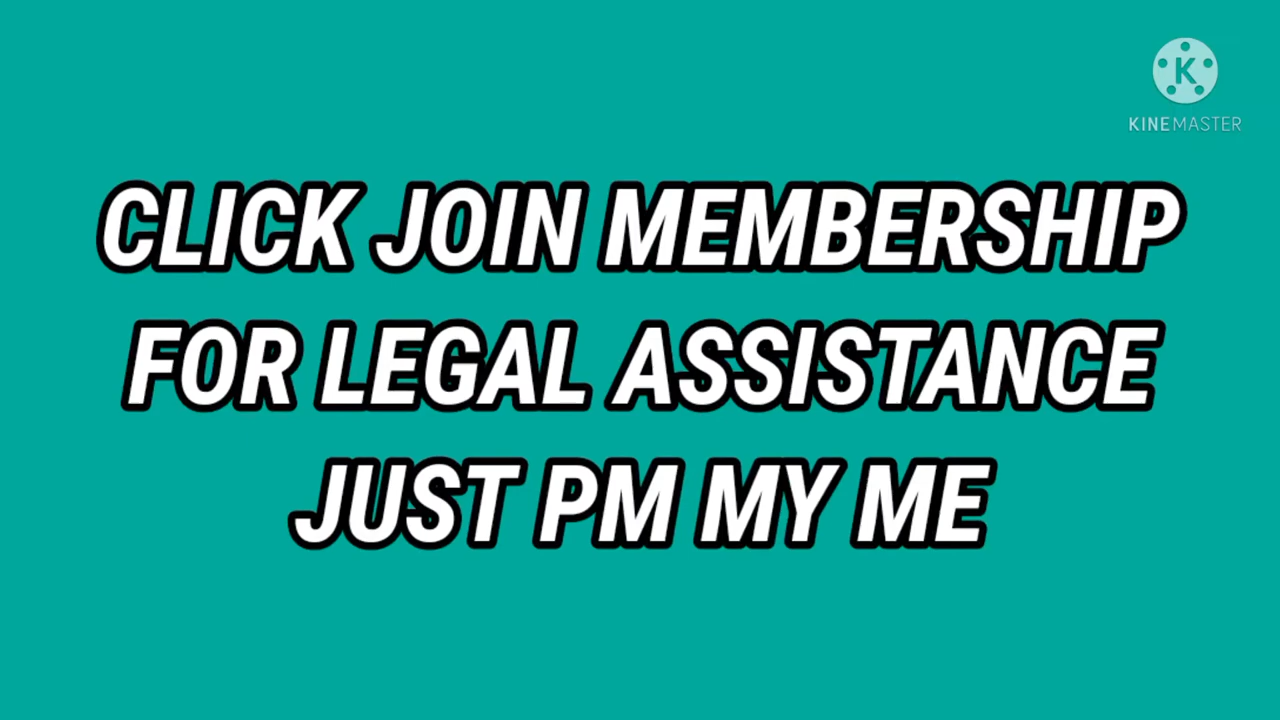 K
KINEMASTER
CLICK JOIN MEMBERSHIP
FOR LEGAL ASSISTANCE
JUST PM MY ME